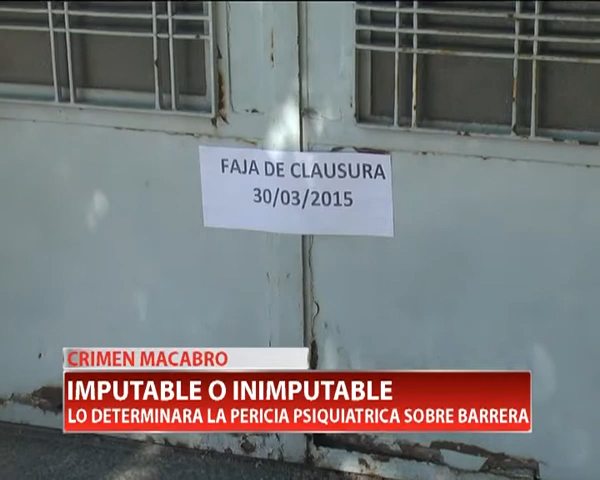 FAJA DE CLAUSURA
30/03/2015
CRIMEN MACABRO
IMPUTABLE O INIMPUTABLE
LO DETERMINARA LA PERICIA PSIQUIATRICA SOBRE BARRERA